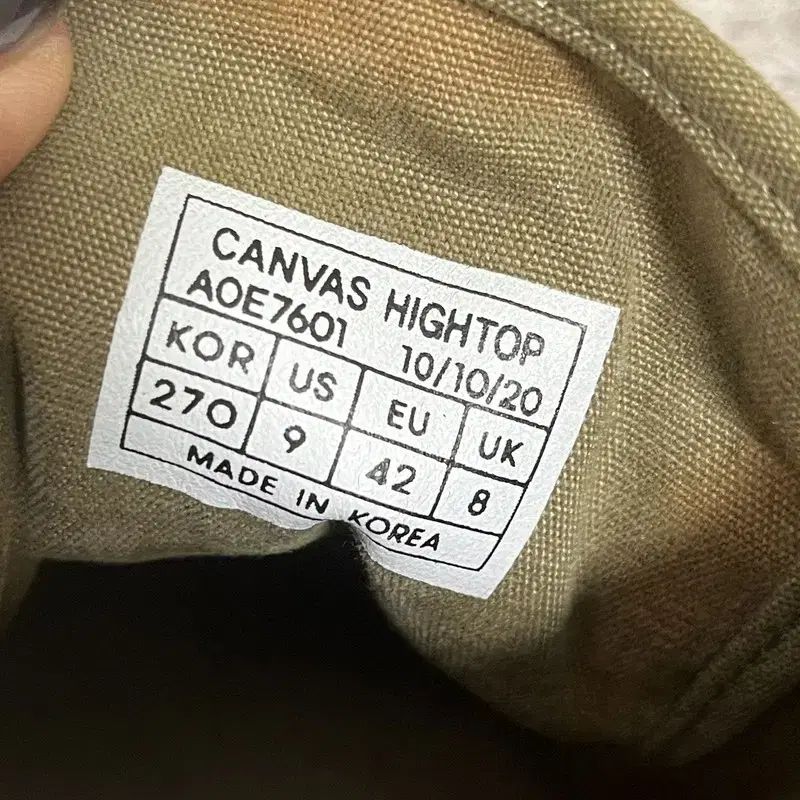 CANVAS HIGHTOP
AOE7601 10/10/20
KOR US EU UK
270 9 42 8
MADE IN KOREA